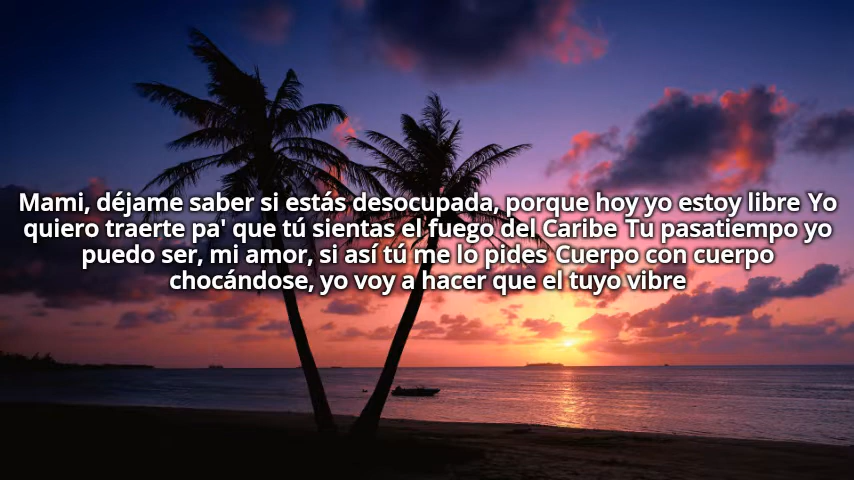 Mami, déjame saber si estás desocupada, porque hoy yo estoy libre Yo
quiero traerte pa' que tú sientas el fuego del Caribe Tu pasatiempo yo
puedo ser, mi amor, si así tú me lo pides Cuerpo con cuerpo
chocándose, yo voy a hacer que el tuyo vibre